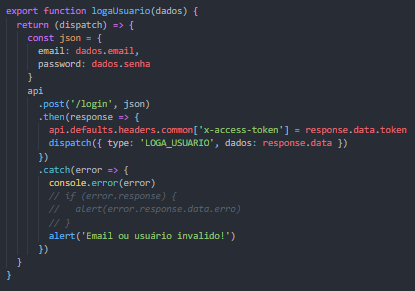 export function logaUsuario(dados) {
  return (dispatch) => {
    const json = {
      email: dados.email,
      password: dados.senha
    }
    api
      .post('/login', json)
      .then(response => {
        api.defaults.headers.common['x-access-token'] = response.data.token
        dispatch({ type: 'LOGA_USUARIO', dados: response.data })
      })
      .catch(error => {
        console.error(error)
        // if (error.response) {
        //   alert(error.response.data.erro)
        // }
        alert('Email ou usuário invalido!')
      })
  }
}